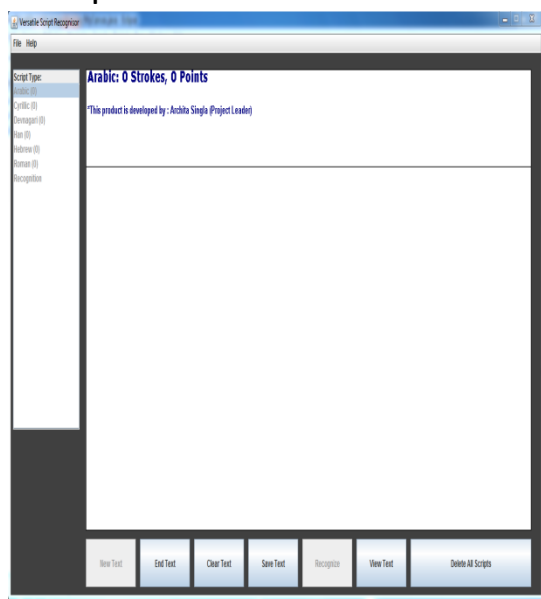 Versatile Script Recognisor
File Help
Script Type:
Arabic (0)
Cyrillic (0)
Devnagari (0)
Han (0)
Hebrew (0)
Roman (0)
Recognition
Arabic: 0 Strokes, 0 Points
*This product is developed by : Archita Singla (Project Leader)
New Text End Text Clear Text Save Text Recognize View Text Delete All Scripts